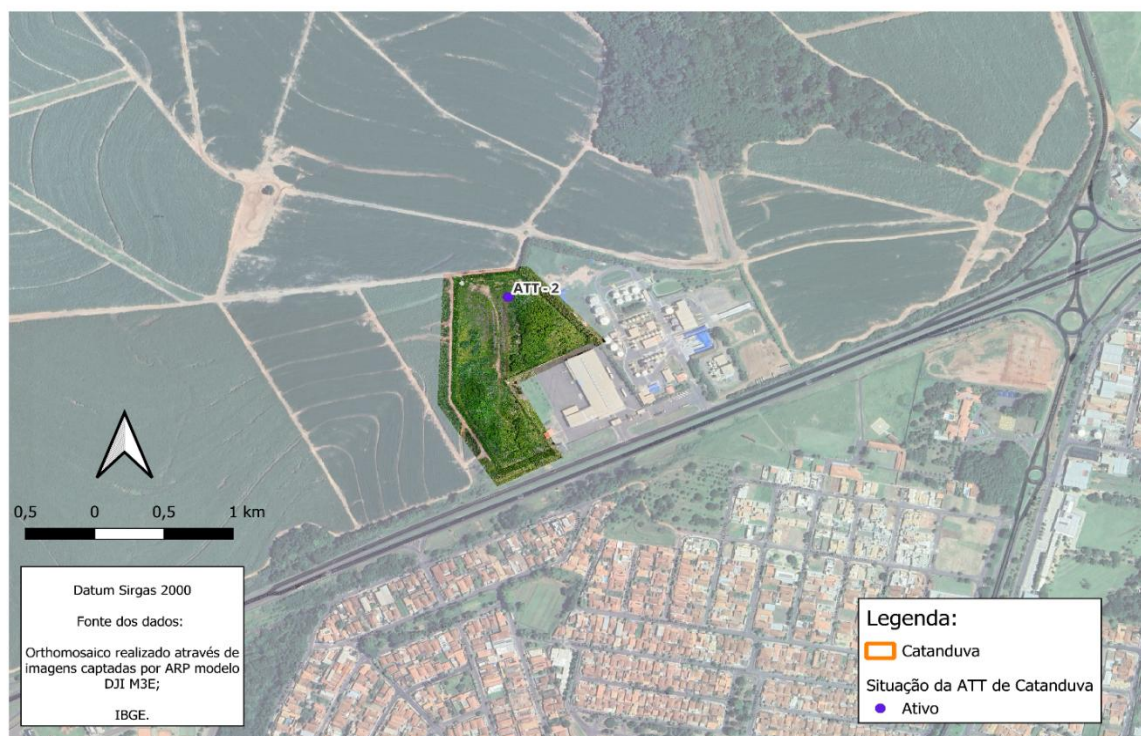 ATT - 2
0,5 0 0,5 1 km
Datum Sirgas 2000
Fonte dos dados:
Orthomosaico realizado através de
imagens captadas por ARP modelo
DJI M3E;
IBGE.
Legenda:
Catanduva
Situação da ATT de Catanduva
Ativo